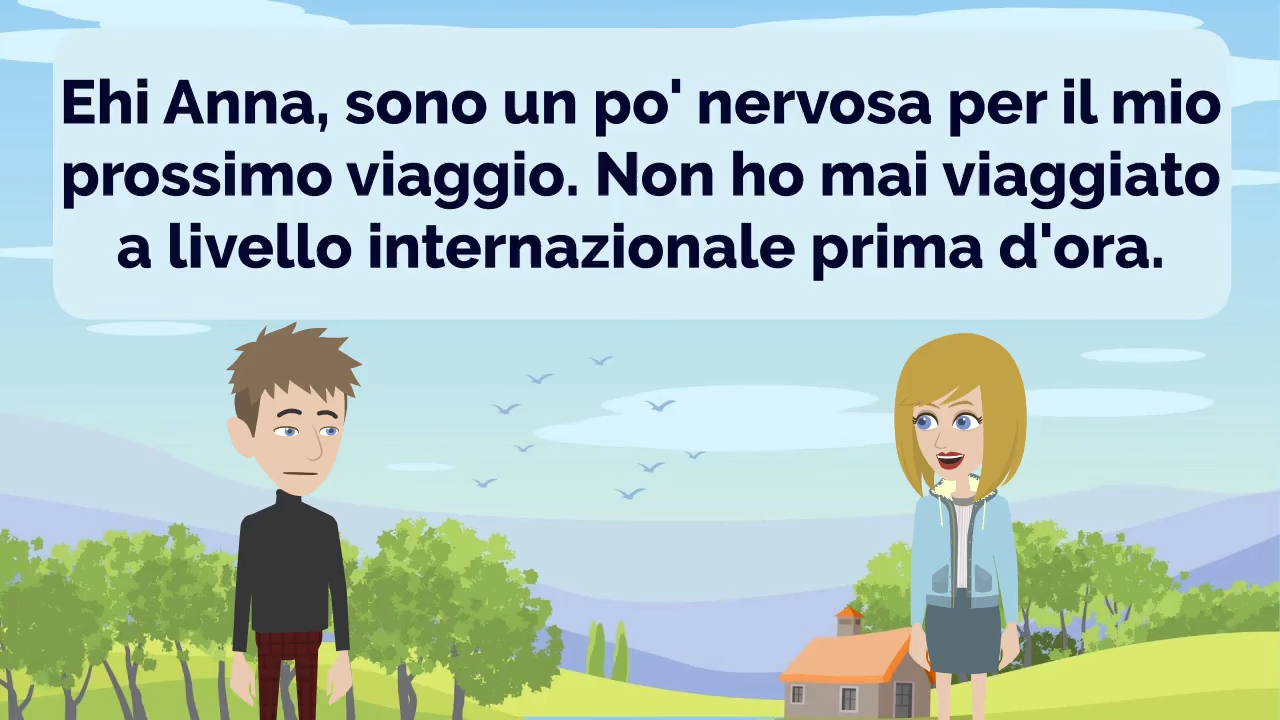 Ehi Anna, sono un po' nervosa per il mio
prossimo viaggio. Non ho mai viaggiato
a livello internazionale prima d'ora.